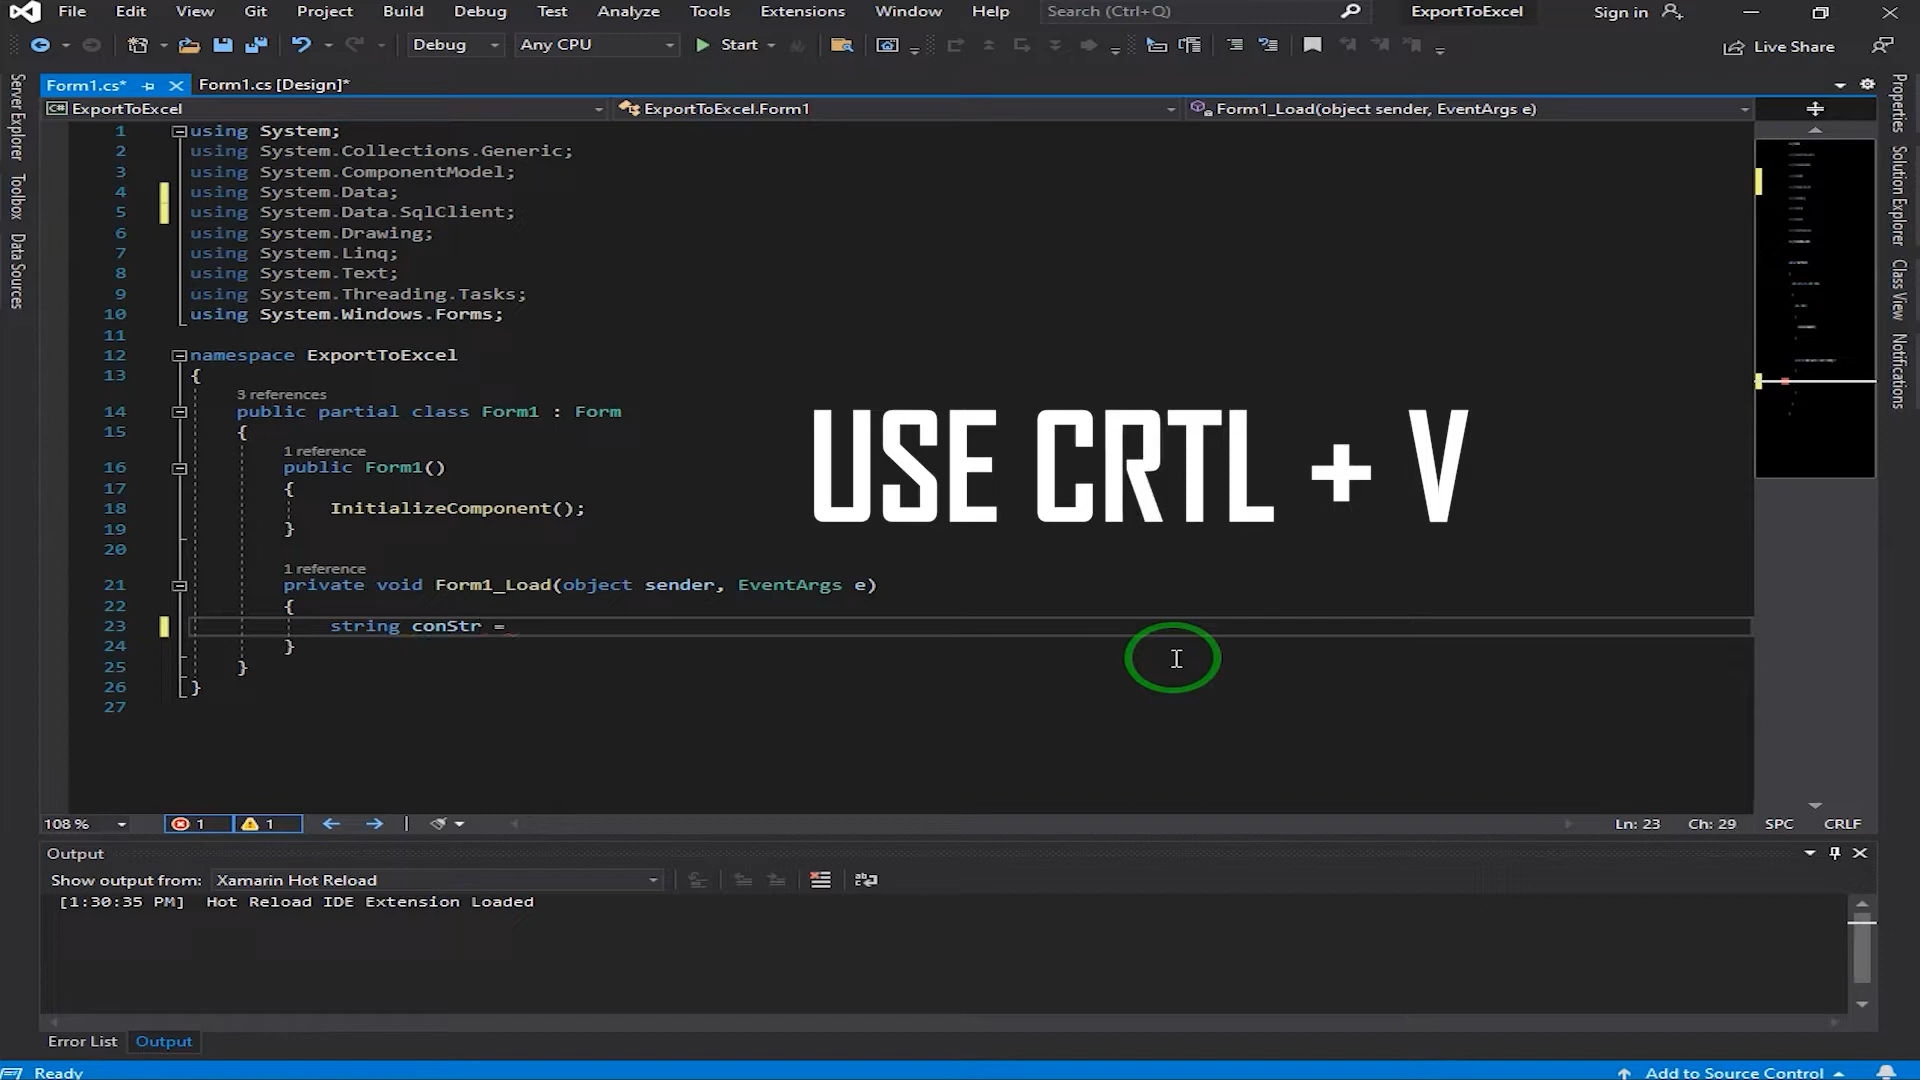 File Edit View Git Project Build Debug Test Analyze Tools Extensions Window Help Search (Ctrl+Q) ExportToExcel Sign in
Debug Any CPU Start Live Share
Form1.cs* Form1.cs [Design]*
C# ExportToExcel ExportToExcel.Form1 Form1_Load(object sender, EventArgs e)
Server Explorer
Toolbox
Data Sources
1 using System;
2 using System.Collections.Generic;
3 using System.ComponentModel;
4 using System.Data;
5 using System.Data.SqlClient;
6 using System.Drawing;
7 using System.Linq;
8 using System.Text;
9 using System.Threading.Tasks;
10 using System.Windows.Forms;
11
12 namespace ExportToExcel
13 {
3 references
14 public partial class Form1 : Form
15 {
1 reference
16 public Form1()
17 {
18 InitializeComponent();
19 }
20
1 reference
21 private void Form1_Load(object sender, EventArgs e)
22 {
23 string conStr =
24 }
25 }
26 }
27
USE CRTL + V
Properties
Solution Explorer
Class View
Notifications
108 % 1 1 Ln: 23 Ch: 29 SPC CRLF
Output
Show output from: Xamarin Hot Reload
[1:30:35 PM] Hot Reload IDE Extension Loaded
Error List Output
Ready Add to Source Control